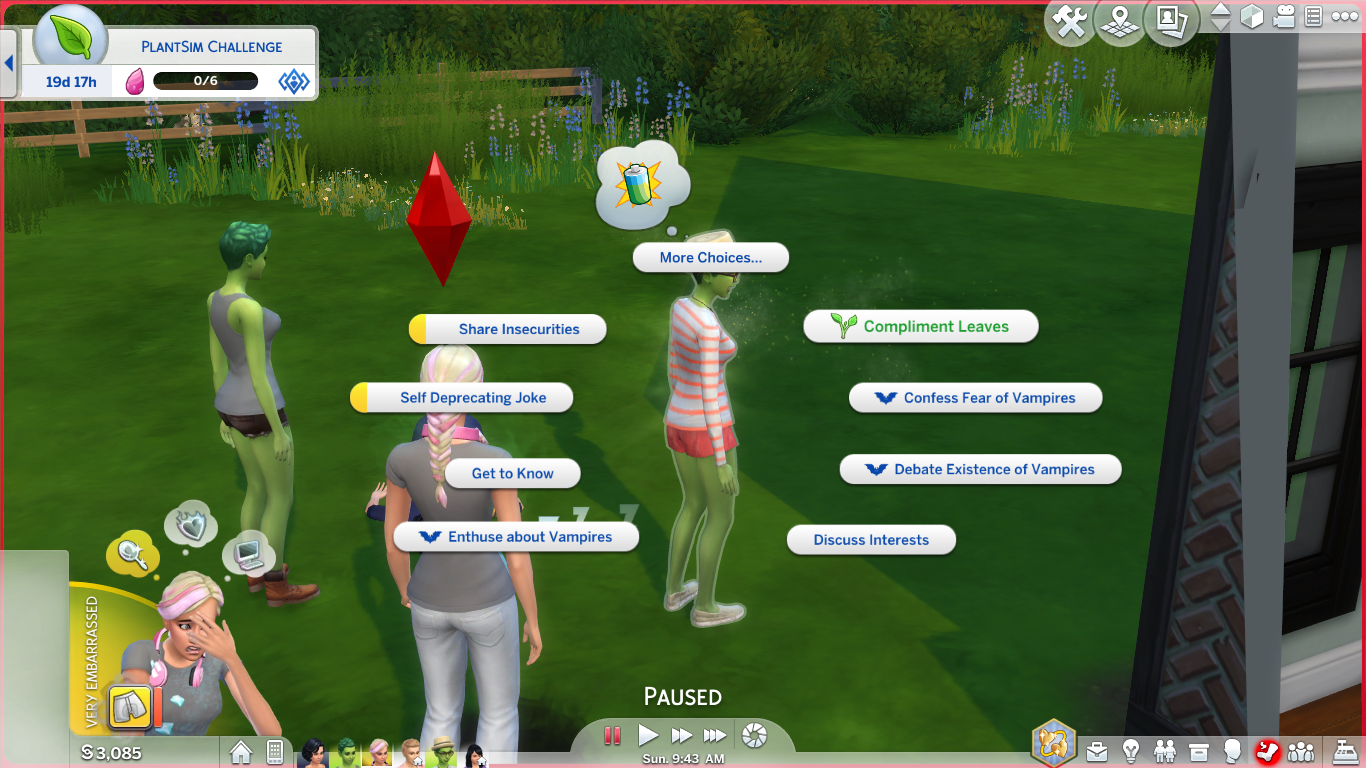 PLANTSIM CHALLENGE
19d 17h
0/6
More Choices...
Share Insecurities
Compliment Leaves
Self Deprecating Joke
Confess Fear of Vampires
Get to Know
Debate Existence of Vampires
Enthuse about Vampires
Discuss Interests
VERY EMBARRASSED
PAUSED
§3,085
Sun. 9:43 AM